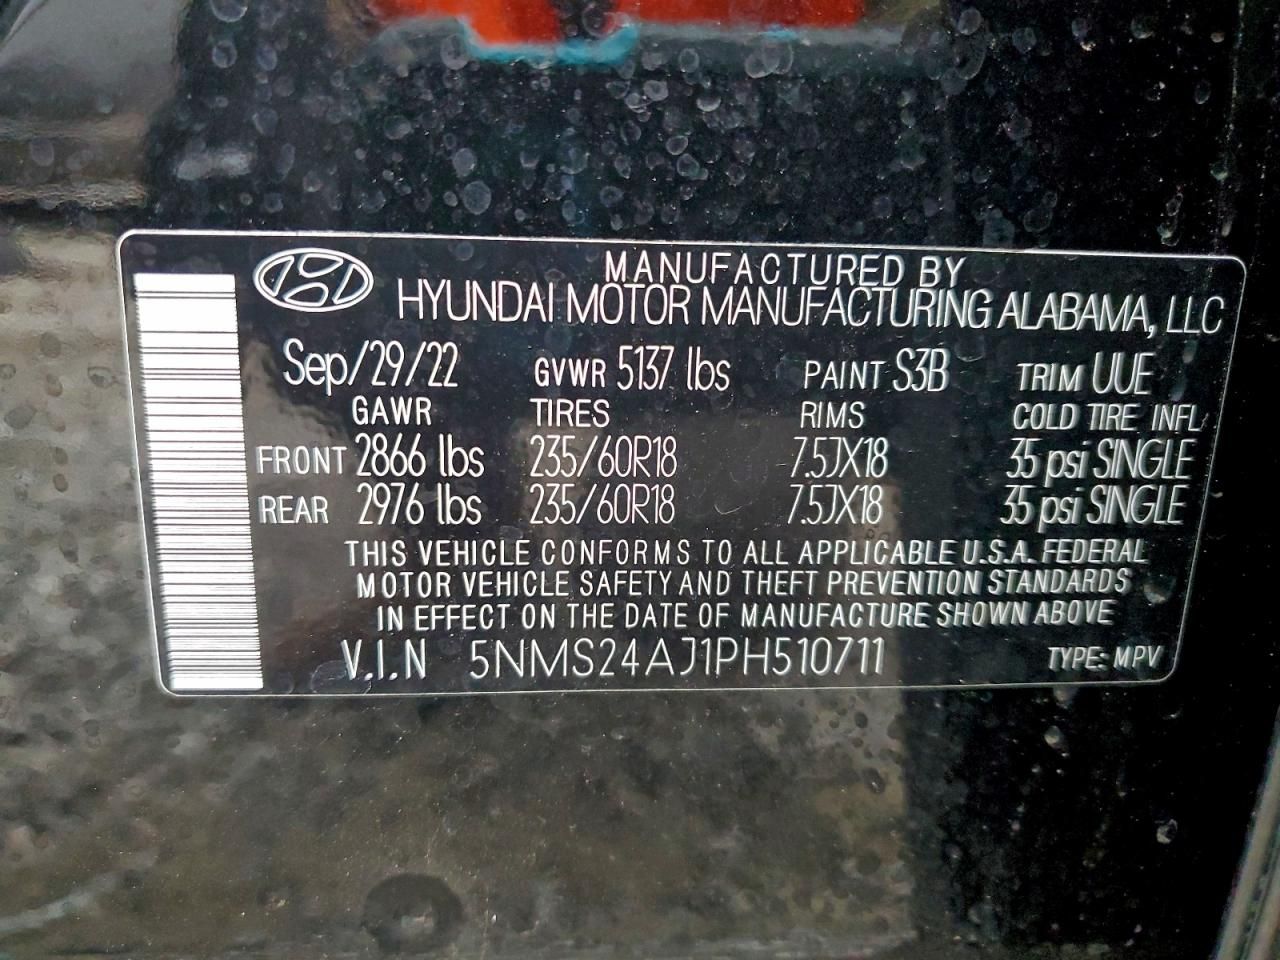 MANUFACTURED BY
HYUNDAI MOTOR MANUFACTURING ALABAMA, LLC
Sep/29/22 GVWR 5137 lbs PAINT S3B TRIM UUE
GAWR TIRES RIMS COLD TIRE INFL
FRONT 2866 lbs 235/60R18 7.5JX18 35 psi SINGLE
REAR 2976 lbs 235/60R18 7.5JX18 35 psi SINGLE
THIS VEHICLE CONFORMS TO ALL APPLICABLE U.S.A. FEDERAL
MOTOR VEHICLE SAFETY AND THEFT PREVENTION STANDARDS
IN EFFECT ON THE DATE OF MANUFACTURE SHOWN ABOVE
V.I.N 5NMS24AJ1PH510711 TYPE: MPV